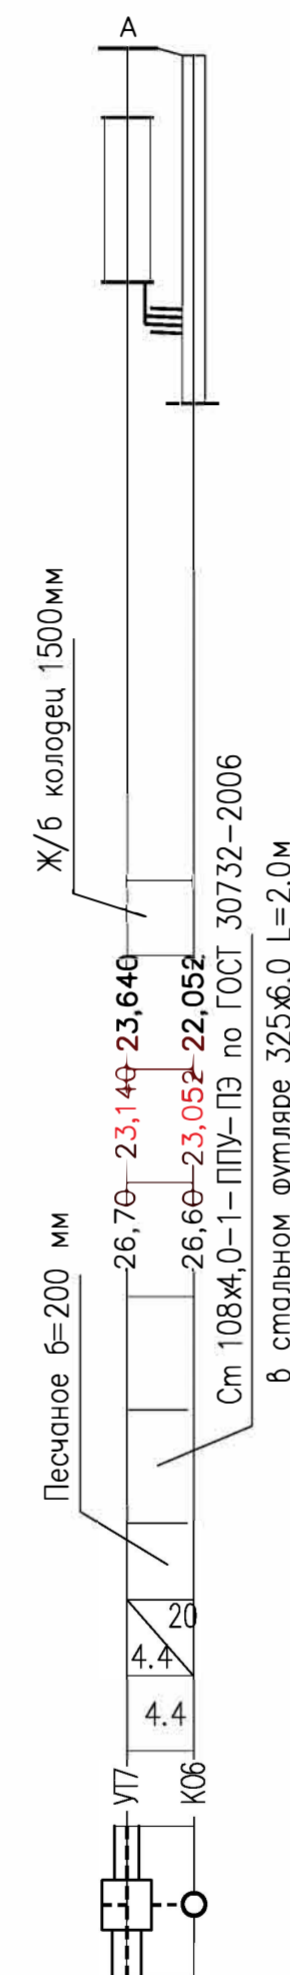 А
Ж/б колодец 1500мм
23,640
22,052
23,140
23,052
26,70
26,60
Ст 108х4,0-1-ППУ-ПЭ по ГОСТ 30732-2006
в стальном футляре 325х6,0 L=2,0м
Песчаное б=200 мм
20
4.4
4.4
УТ7
К06